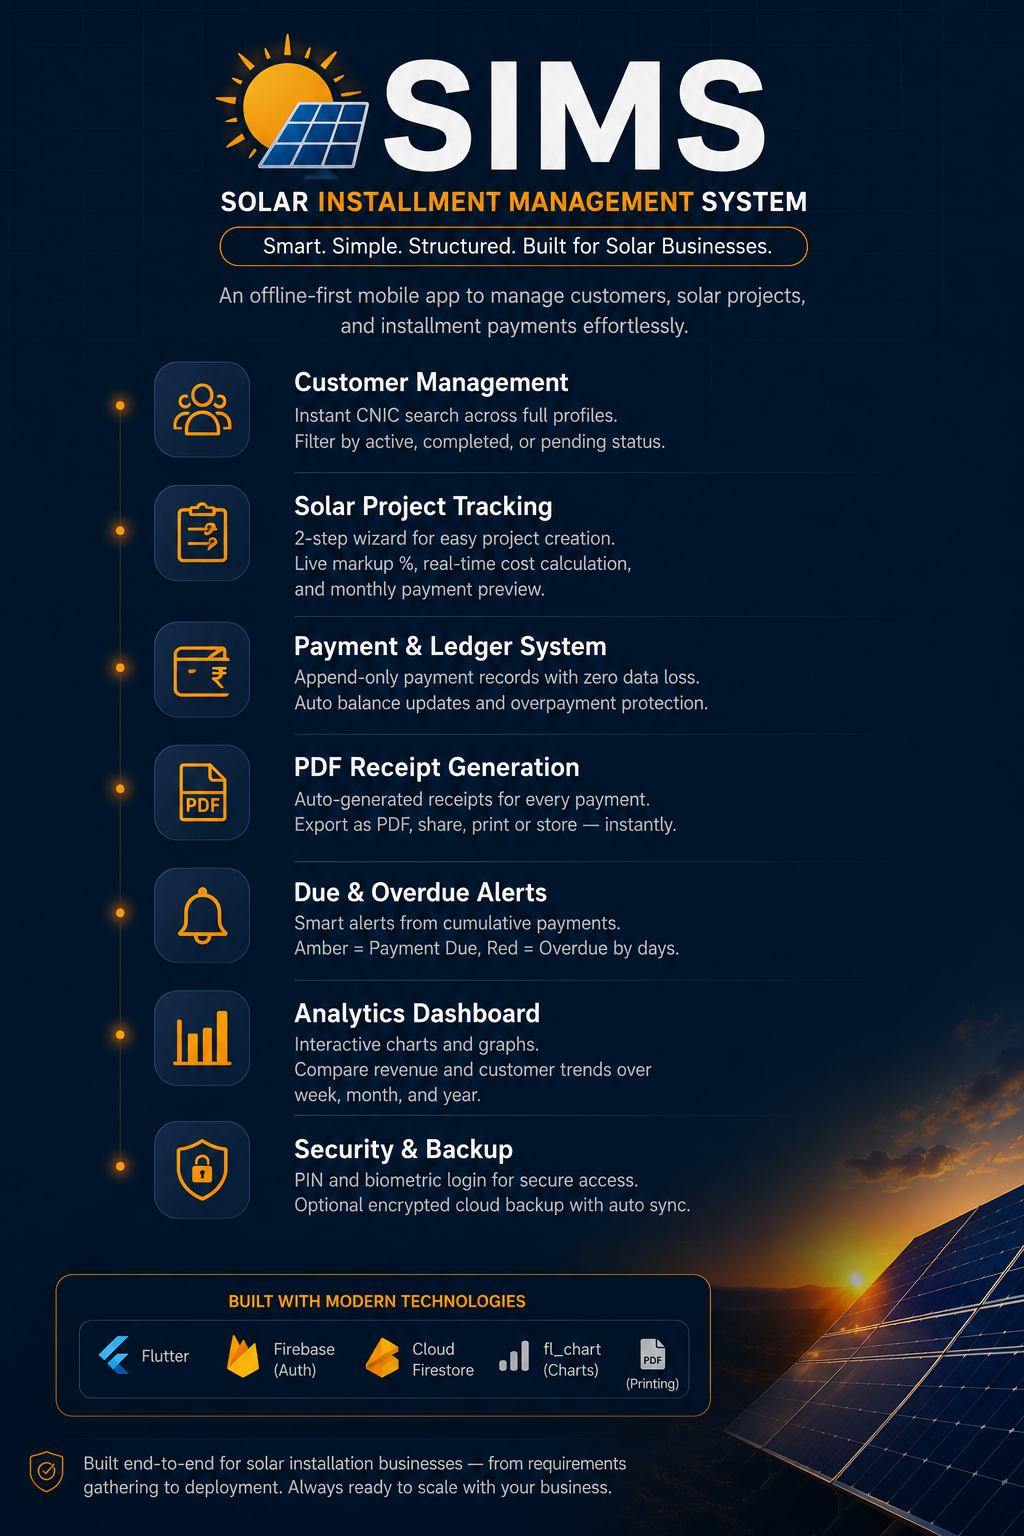 SIMS
SOLAR INSTALLMENT MANAGEMENT SYSTEM
Smart. Simple. Structured. Built for Solar Businesses.
An offline-first mobile app to manage customers, solar projects,
and installment payments effortlessly.
Customer Management
Instant CNIC search across full profiles.
Filter by active, completed, or pending status.
Solar Project Tracking
2-step wizard for easy project creation.
Live markup %, real-time cost calculation,
and monthly payment preview.
₹
Payment & Ledger System
Append-only payment records with zero data loss.
Auto balance updates and overpayment protection.
PDF
PDF Receipt Generation
Auto-generated receipts for every payment.
Export as PDF, share, print or store — instantly.
Due & Overdue Alerts
Smart alerts from cumulative payments.
Amber = Payment Due, Red = Overdue by days.
Analytics Dashboard
Interactive charts and graphs.
Compare revenue and customer trends over
week, month, and year.
Security & Backup
PIN and biometric login for secure access.
Optional encrypted cloud backup with auto sync.
BUILT WITH MODERN TECHNOLOGIES
Flutter
Firebase
(Auth)
Cloud
Firestore
fl_chart
(Charts)
PDF
(Printing)
Built end-to-end for solar installation businesses — from requirements
gathering to deployment. Always ready to scale with your business.